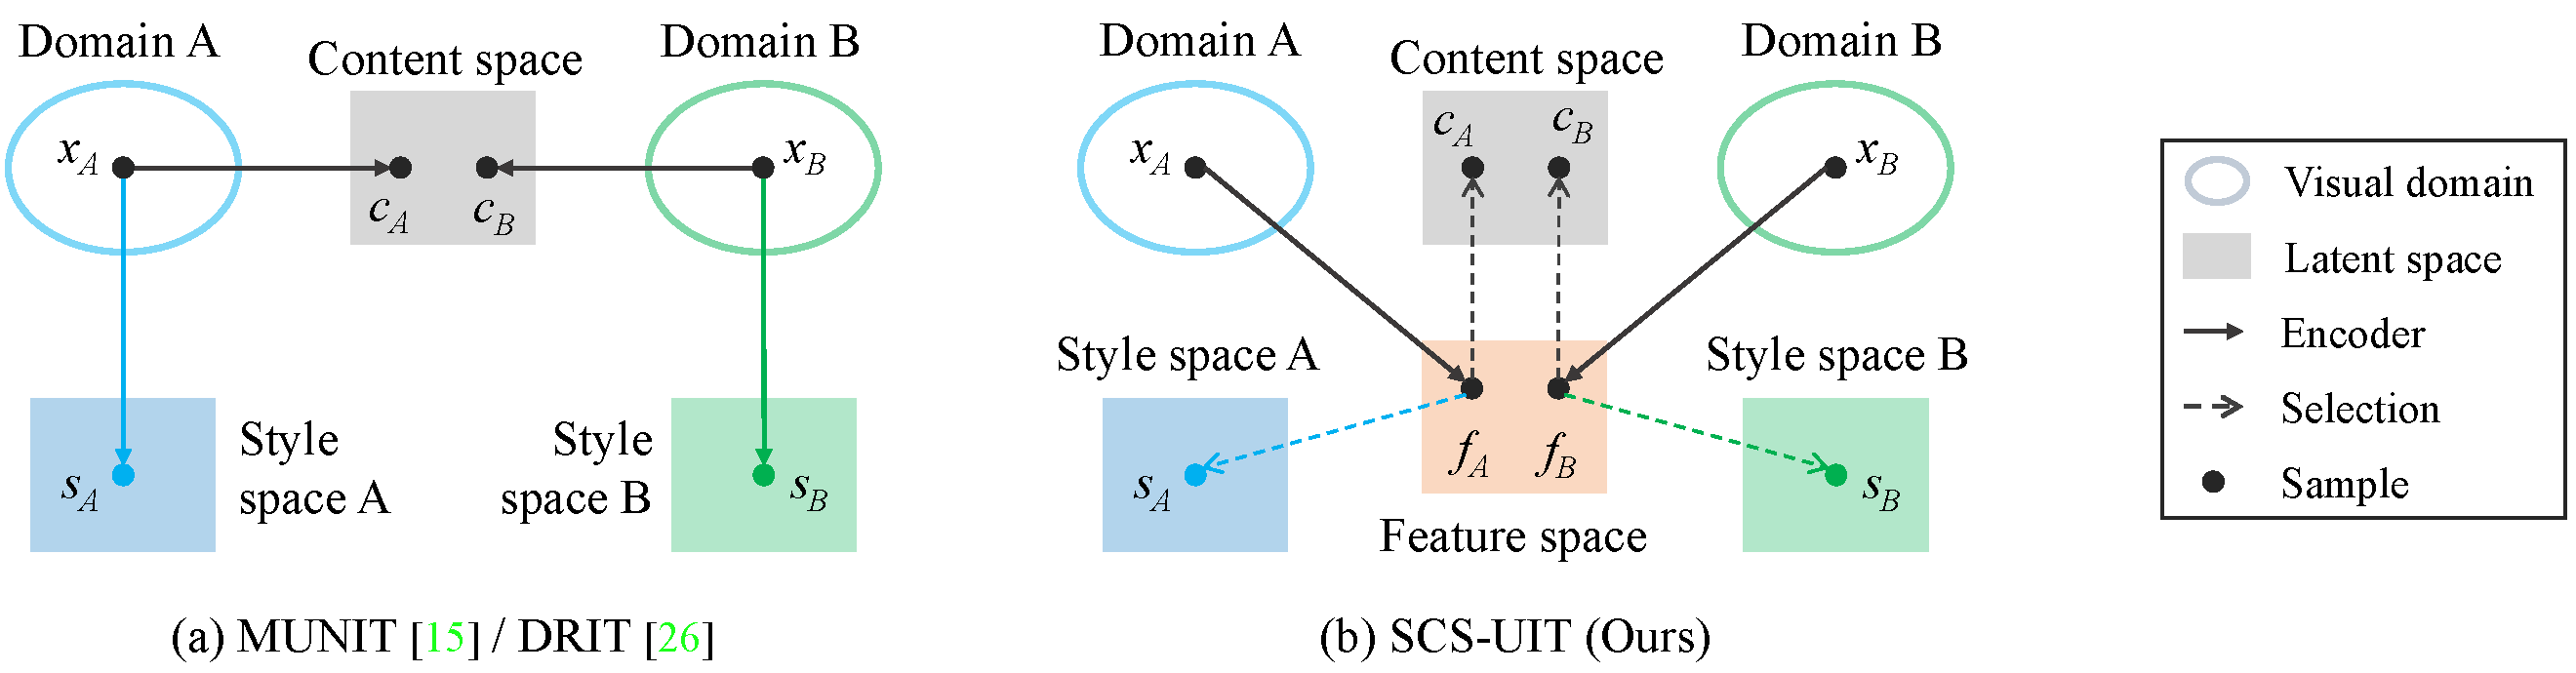 Domain A
Content space
Domain B
x_A
x_B
c_A
c_B
Style space A
s_A
Style space B
s_B
(a) MUNIT [15] / DRIT [26]
Domain A
Content space
Domain B
x_A
c_A
c_B
x_B
Style space A
Style space B
s_A
f_A
f_B
s_B
Feature space
(b) SCS-UIT (Ours)
Visual domain
Latent space
Encoder
Selection
Sample